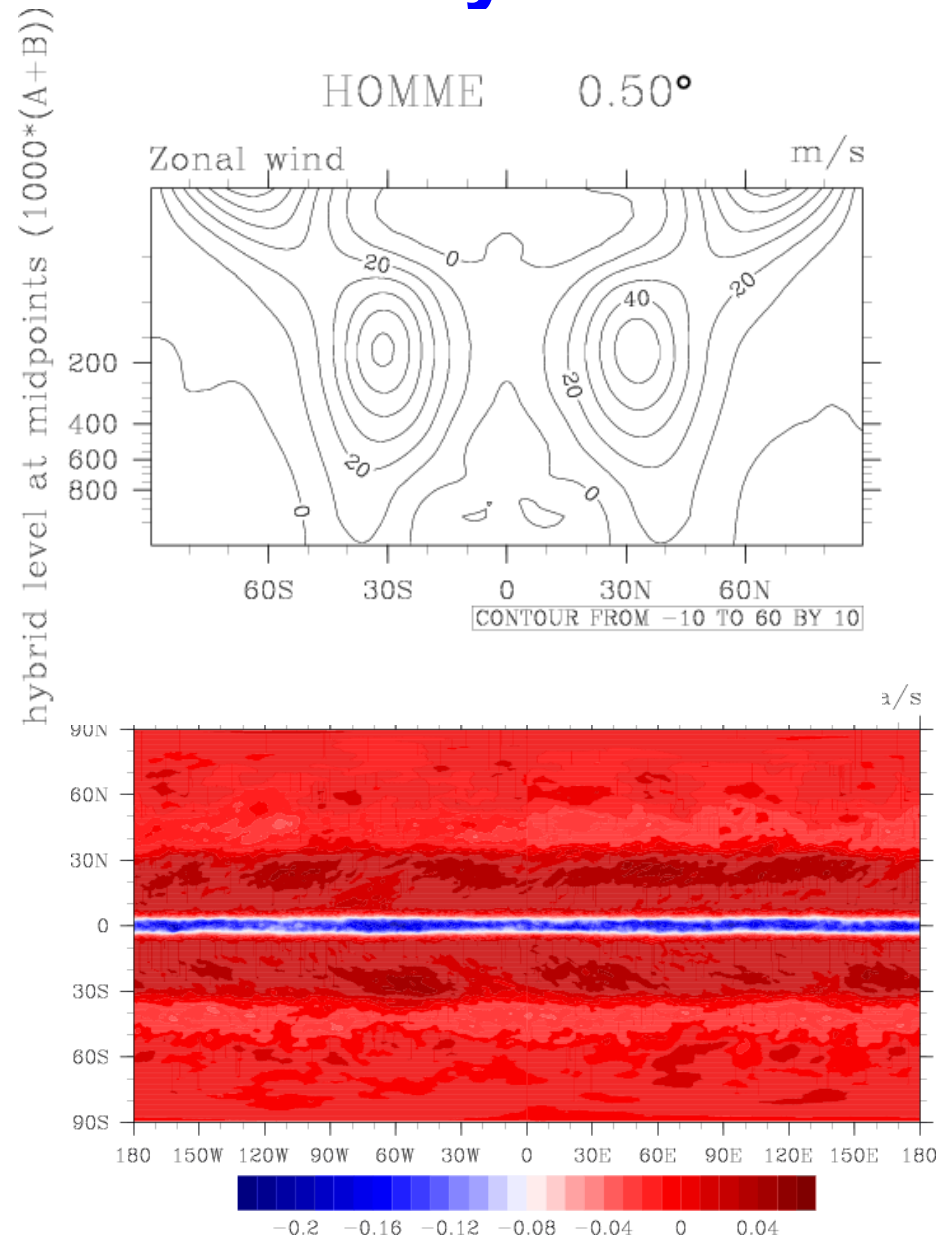 hybrid level at midpoints (1000*(A+B))
HOMME 0.50°
Zonal wind m/s
0
20
20
40
200
20
400
600
20
800
0
0
60S 30S 0 30N 60N
CONTOUR FROM −10 TO 60 BY 10
a/s
90N
60N
30N
0
30S
60S
90S
180 150W 120W 90W 60W 30W 0 30E 60E 90E 120E 150E 180
−0.2 −0.16 −0.12 −0.08 −0.04 0 0.04